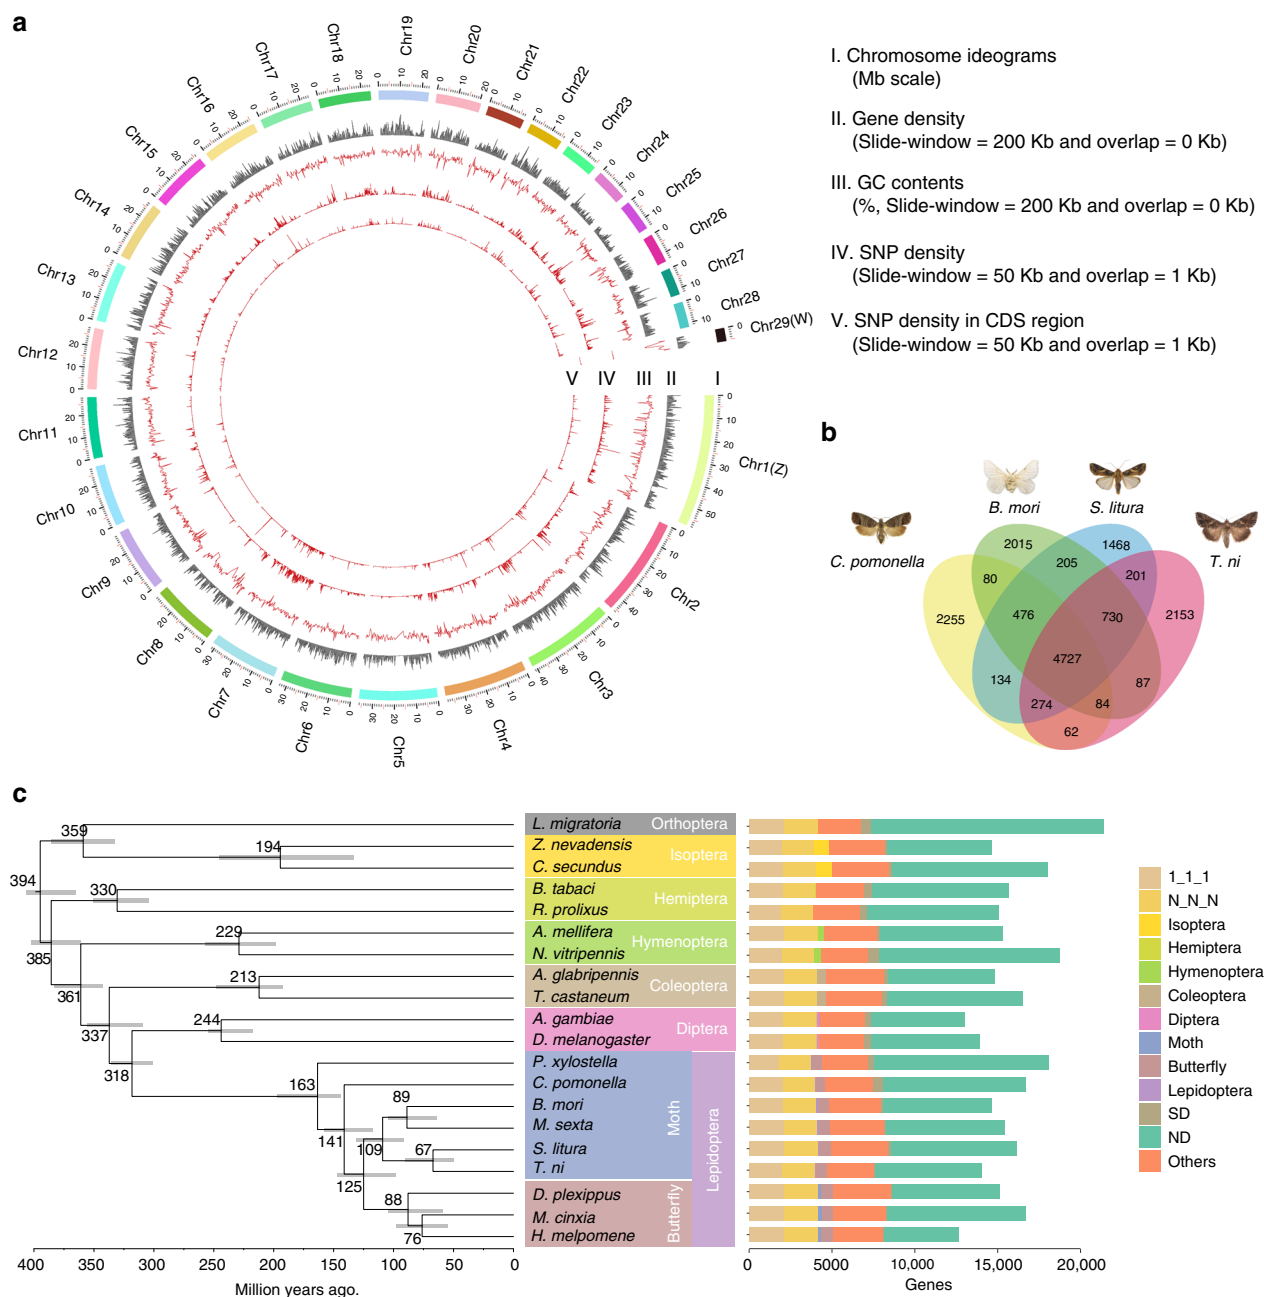 a
Chr1(Z)
Chr2
Chr3
Chr4
Chr5
Chr6
Chr7
Chr8
Chr9
Chr10
Chr11
Chr12
Chr13
Chr14
Chr15
Chr16
Chr17
Chr18
Chr19
Chr20
Chr21
Chr22
Chr23
Chr24
Chr25
Chr26
Chr27
Chr28
Chr29(W)
V IV III II I
I. Chromosome ideograms
(Mb scale)
II. Gene density
(Slide-window = 200 Kb and overlap = 0 Kb)
III. GC contents
(%, Slide-window = 200 Kb and overlap = 0 Kb)
IV. SNP density
(Slide-window = 50 Kb and overlap = 1 Kb)
V. SNP density in CDS region
(Slide-window = 50 Kb and overlap = 1 Kb)
b
B. mori S. litura
C. pomonella T. ni
2015 1468
80 205 201
2255 476 730 2153
4727
134 87
274 84
62
c
359
194
394
330
385
229
361
213
337
244
318
163
89
141
109
67
125
88
76
L. migratoria Orthoptera
Z. nevadensis
Isoptera
C. secundus
B. tabaci
Hemiptera
R. prolixus
A. mellifera
Hymenoptera
N. vitripennis
A. glabripennis
Coleoptera
T. castaneum
A. gambiae
Diptera
D. melanogaster
P. xylostella
C. pomonella
B. mori
M. sexta
S. litura
T. ni
Moth
Lepidoptera
D. plexippus
M. cinxia
H. melpomene
Butterfly
400 350 300 250 200 150 100 50 0
Million years ago.
0 5000 10,000 15,000 20,000
Genes
1_1_1
N_N_N
Isoptera
Hemiptera
Hymenoptera
Coleoptera
Diptera
Moth
Butterfly
Lepidoptera
SD
ND
Others